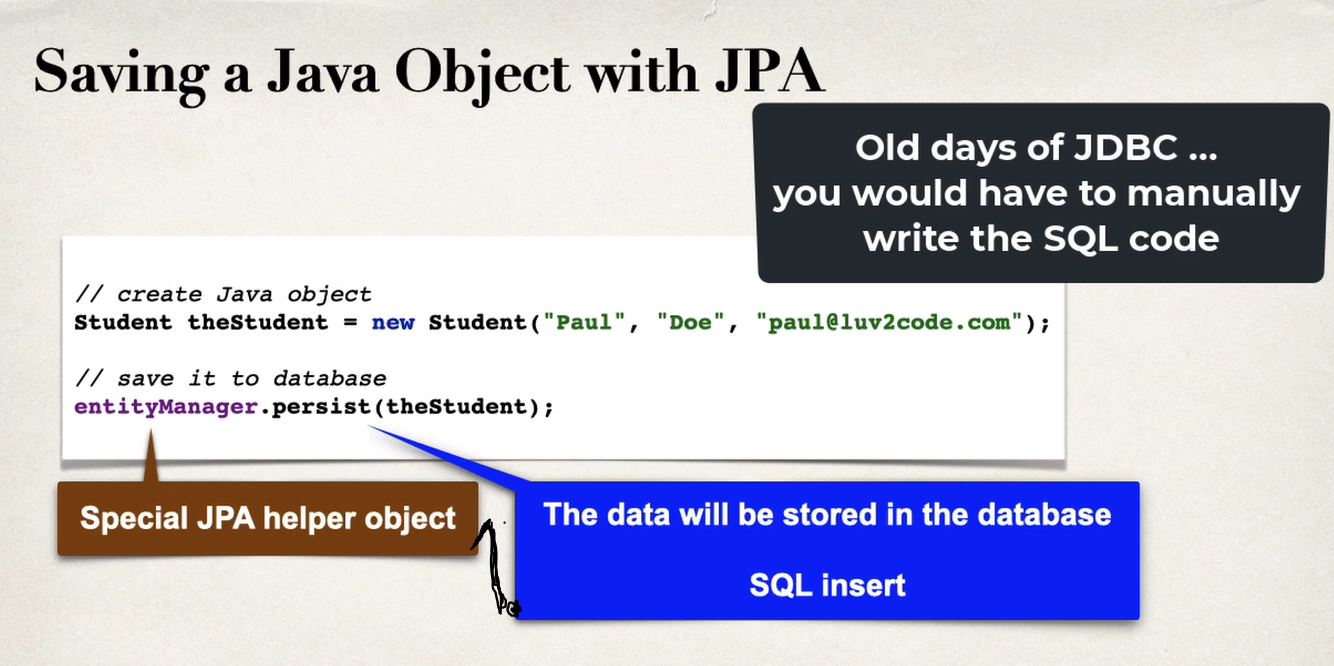 Saving a Java Object with JPA
Old days of JDBC ...
you would have to manually
write the SQL code
// create Java object
Student theStudent = new Student("Paul", "Doe", "paul@luv2code.com");
// save it to database
entityManager.persist(theStudent);
Special JPA helper object
The data will be stored in the database
SQL insert